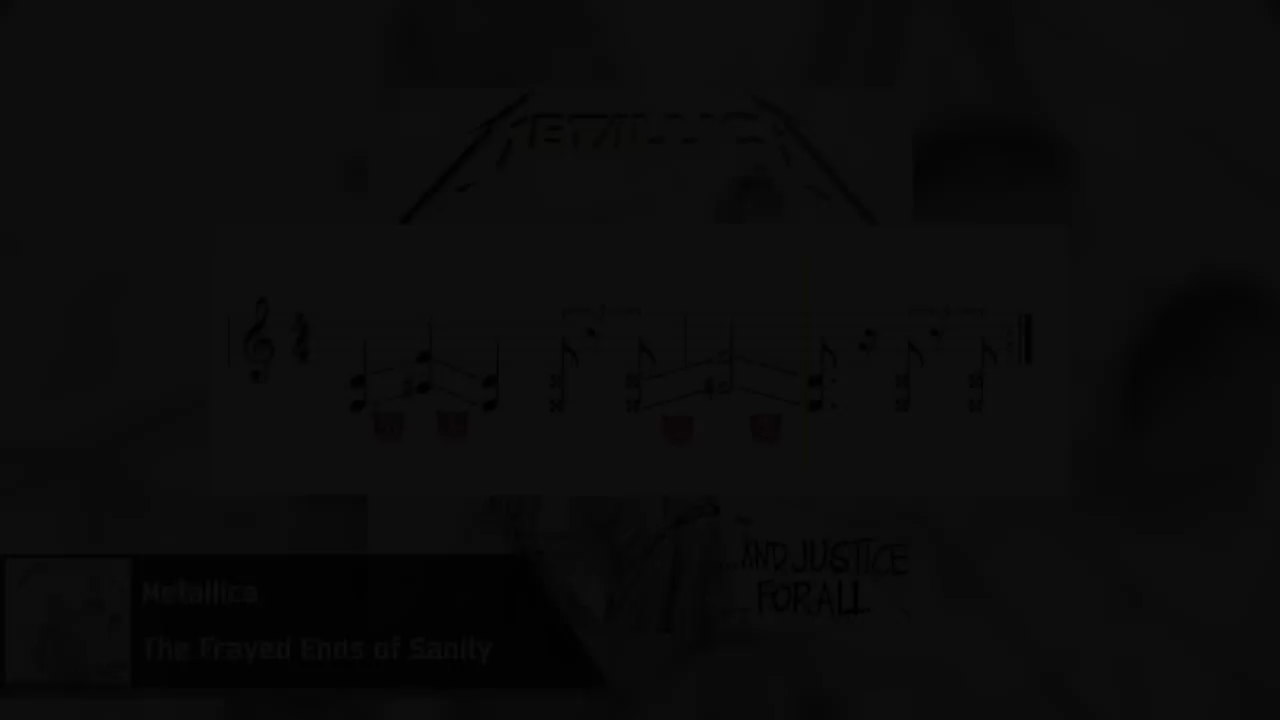 METALLICA
...AND JUSTICE
FOR ALL
Metallica
The Frayed Ends of Sanity